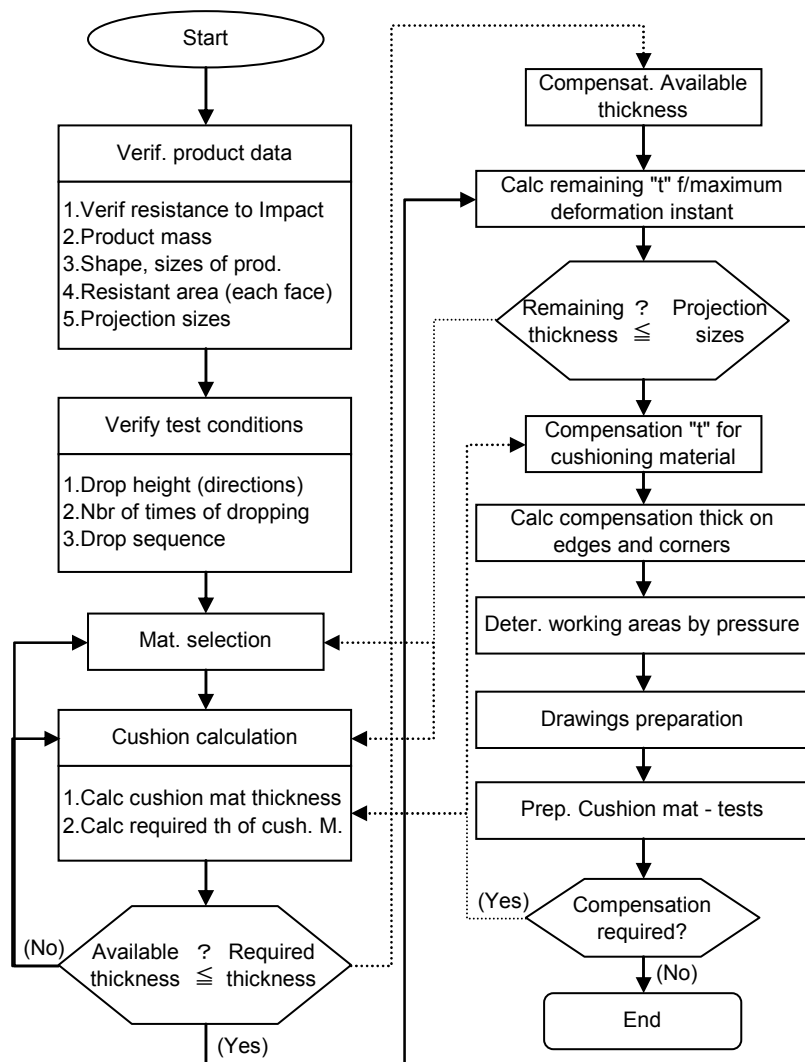 Start
Verif. product data
1.Verif resistance to Impact
2.Product mass
3.Shape, sizes of prod.
4.Resistant area (each face)
5.Projection sizes
Verify test conditions
1.Drop height (directions)
2.Nbr of times of dropping
3.Drop sequence
Mat. selection
Cushion calculation
1.Calc cushion mat thickness
2.Calc required th of cush. M.
(No)
Available ? Required
thickness ≦ thickness
(Yes)
Compensat. Available
thickness
Calc remaining "t" f/maximum
deformation instant
Remaining ? Projection
thickness ≦ sizes
Compensation "t" for
cushioning material
Calc compensation thick on
edges and corners
Deter. working areas by pressure
Drawings preparation
Prep. Cushion mat - tests
(Yes)
Compensation
required?
(No)
End